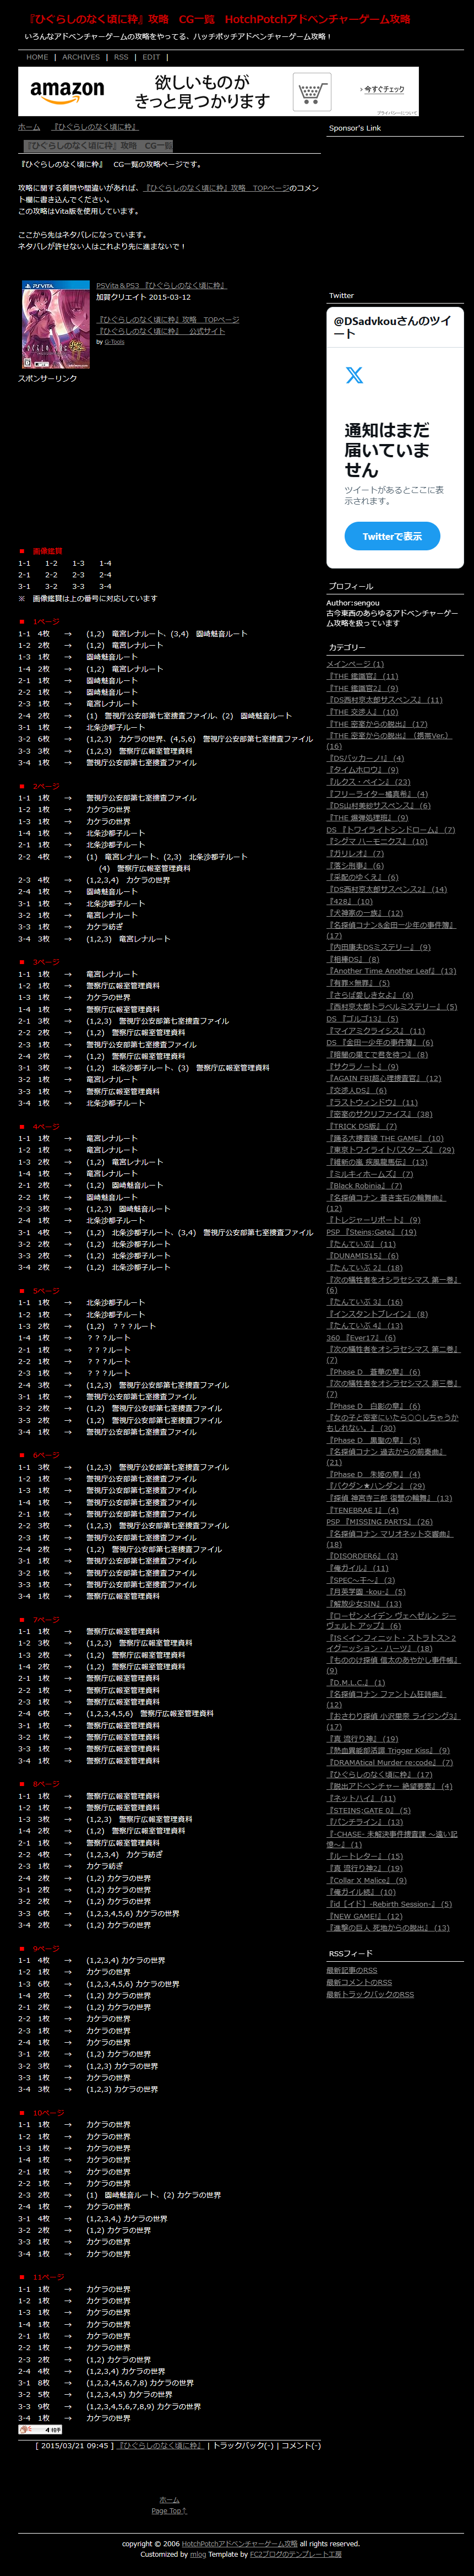 『ひぐらしのなく頃に粋』攻略　CG一覧　HotchPotchアドベンチャーゲーム攻略
いろんなアドベンチャーゲームの攻略をやってる、ハッチポッチアドベンチャーゲーム攻略！
HOME | ARCHIVES | RSS | EDIT |
amazon 欲しいものがきっと見つかります 今すぐチェック
プライバシーについて
ホーム 『ひぐらしのなく頃に粋』
『ひぐらしのなく頃に粋』攻略　CG一覧
『ひぐらしのなく頃に粋』　CG一覧の攻略ページです。
攻略に関する質問や間違いがあれば、『ひぐらしのなく頃に粋』攻略　TOPページのコメント欄に書き込んでください。
この攻略はVita版を使用しています。
ここから先はネタバレになっています。
ネタバレが許せない人はこれより先に進まないで！
PSVita＆PS3 『ひぐらしのなく頃に粋』
加賀クリエイト 2015-03-12
『ひぐらしのなく頃に粋』攻略　TOPページ
『ひぐらしのなく頃に粋』　公式サイト
by G-Tools
スポンサーリンク
■　画像鑑賞
1-1　1-2　1-3　1-4
2-1　2-2　2-3　2-4
3-1　3-2　3-3　3-4
※　画像鑑賞は上の番号に対応しています
■　1ページ
1-1　4枚　→　(1,2)　竜宮レナルート、(3,4)　園崎魅音ルート
1-2　2枚　→　(1,2)　竜宮レナルート
1-3　1枚　→　園崎魅音ルート
1-4　2枚　→　(1,2)　竜宮レナルート
2-1　1枚　→　園崎魅音ルート
2-2　1枚　→　園崎魅音ルート
2-3　1枚　→　竜宮レナルート
2-4　2枚　→　(1)　警視庁公安部第七室捜査ファイル、(2)　園崎魅音ルート
3-1　1枚　→　北条沙都子ルート
3-2　6枚　→　(1,2,3)　カケラの世界、(4,5,6)　警視庁公安部第七室捜査ファイル
3-3　3枚　→　(1,2,3)　警察庁広報室管理資料
3-4　1枚　→　警視庁公安部第七室捜査ファイル
■　2ページ
1-1　1枚　→　警視庁公安部第七室捜査ファイル
1-2　1枚　→　カケラの世界
1-3　1枚　→　カケラの世界
1-4　1枚　→　北条沙都子ルート
2-1　1枚　→　北条沙都子ルート
2-2　4枚　→　(1)　竜宮レナルート、(2,3)　北条沙都子ルート
(4)　警察庁広報室管理資料
2-3　4枚　→　(1,2,3,4)　カケラの世界
2-4　1枚　→　園崎魅音ルート
3-1　1枚　→　北条沙都子ルート
3-2　1枚　→　竜宮レナルート
3-3　1枚　→　カケラ紡ぎ
3-4　3枚　→　(1,2,3)　竜宮レナルート
■　3ページ
1-1　1枚　→　竜宮レナルート
1-2　1枚　→　警察庁広報室管理資料
1-3　1枚　→　カケラの世界
1-4　1枚　→　警察庁広報室管理資料
2-1　3枚　→　(1,2,3)　警視庁公安部第七室捜査ファイル
2-2　2枚　→　(1,2)　警察庁広報室管理資料
2-3　1枚　→　警視庁公安部第七室捜査ファイル
2-4　2枚　→　(1,2)　警察庁広報室管理資料
3-1　3枚　→　(1,2)　北条沙都子ルート、(3)　警察庁広報室管理資料
3-2　1枚　→　竜宮レナルート
3-3　1枚　→　警察庁広報室管理資料
3-4　1枚　→　北条沙都子ルート
■　4ページ
1-1　1枚　→　竜宮レナルート
1-2　1枚　→　竜宮レナルート
1-3　2枚　→　(1,2)　竜宮レナルート
1-4　1枚　→　竜宮レナルート
2-1　2枚　→　(1,2)　園崎魅音ルート
2-2　1枚　→　園崎魅音ルート
2-3　3枚　→　(1,2,3)　園崎魅音ルート
2-4　1枚　→　北条沙都子ルート
3-1　4枚　→　(1,2)　北条沙都子ルート、(3,4)　警視庁公安部第七室捜査ファイル
3-2　2枚　→　(1,2)　北条沙都子ルート
3-3　2枚　→　(1,2)　北条沙都子ルート
3-4　2枚　→　(1,2)　北条沙都子ルート
■　5ページ
1-1　1枚　→　北条沙都子ルート
1-2　1枚　→　北条沙都子ルート
1-3　2枚　→　(1,2)　？？？ルート
1-4　1枚　→　？？？ルート
2-1　1枚　→　？？？ルート
2-2　1枚　→　？？？ルート
2-3　1枚　→　？？？ルート
2-4　3枚　→　(1,2,3)　警視庁公安部第七室捜査ファイル
3-1　1枚　→　警視庁公安部第七室捜査ファイル
3-2　2枚　→　(1,2)　警視庁公安部第七室捜査ファイル
3-3　2枚　→　(1,2)　警視庁公安部第七室捜査ファイル
3-4　1枚　→　警視庁公安部第七室捜査ファイル
■　6ページ
1-1　3枚　→　(1,2,3)　警視庁公安部第七室捜査ファイル
1-2　1枚　→　警視庁公安部第七室捜査ファイル
1-3　1枚　→　警視庁公安部第七室捜査ファイル
1-4　1枚　→　警視庁公安部第七室捜査ファイル
2-1　1枚　→　警視庁公安部第七室捜査ファイル
2-2　3枚　→　(1,2,3)　警視庁公安部第七室捜査ファイル
2-3　1枚　→　警視庁公安部第七室捜査ファイル
2-4　2枚　→　(1,2)　警視庁公安部第七室捜査ファイル
3-1　1枚　→　警視庁公安部第七室捜査ファイル
3-2　1枚　→　警視庁公安部第七室捜査ファイル
3-3　1枚　→　警視庁公安部第七室捜査ファイル
3-4　1枚　→　警察庁広報室管理資料
■　7ページ
1-1　1枚　→　警察庁広報室管理資料
1-2　3枚　→　(1,2,3)　警察庁広報室管理資料
1-3　2枚　→　(1,2)　警察庁広報室管理資料
1-4　2枚　→　(1,2)　警察庁広報室管理資料
2-1　1枚　→　警察庁広報室管理資料
2-2　1枚　→　警察庁広報室管理資料
2-3　1枚　→　警察庁広報室管理資料
2-4　6枚　→　(1,2,3,4,5,6)　警察庁広報室管理資料
3-1　1枚　→　警察庁広報室管理資料
3-2　1枚　→　警察庁広報室管理資料
3-3　1枚　→　警察庁広報室管理資料
3-4　1枚　→　警察庁広報室管理資料
■　8ページ
1-1　1枚　→　警察庁広報室管理資料
1-2　1枚　→　警察庁広報室管理資料
1-3　3枚　→　(1,2,3)　警察庁広報室管理資料
1-4　2枚　→　(1,2)　警察庁広報室管理資料
2-1　1枚　→　警察庁広報室管理資料
2-2　4枚　→　(1,2,3,4)　カケラ紡ぎ
2-3　1枚　→　カケラ紡ぎ
2-4　2枚　→　(1,2) カケラの世界
3-1　2枚　→　(1,2) カケラの世界
3-2　2枚　→　(1,2) カケラの世界
3-3　6枚　→　(1,2,3,4,5,6) カケラの世界
3-4　2枚　→　(1,2) カケラの世界
■　9ページ
1-1　4枚　→　(1,2,3,4) カケラの世界
1-2　1枚　→　カケラの世界
1-3　6枚　→　(1,2,3,4,5,6) カケラの世界
1-4　2枚　→　(1,2) カケラの世界
2-1　2枚　→　(1,2) カケラの世界
2-2　1枚　→　カケラの世界
2-3　1枚　→　カケラの世界
2-4　1枚　→　カケラの世界
3-1　2枚　→　(1,2) カケラの世界
3-2　3枚　→　(1,2,3) カケラの世界
3-3　1枚　→　カケラの世界
3-4　3枚　→　(1,2,3) カケラの世界
■　10ページ
1-1　1枚　→　カケラの世界
1-2　1枚　→　カケラの世界
1-3　1枚　→　カケラの世界
1-4　1枚　→　カケラの世界
2-1　1枚　→　カケラの世界
2-2　1枚　→　カケラの世界
2-3　2枚　→　(1)　園崎魅音ルート、(2) カケラの世界
2-4　1枚　→　カケラの世界
3-1　4枚　→　(1,2,3,4,) カケラの世界
3-2　2枚　→　(1,2) カケラの世界
3-3　1枚　→　カケラの世界
3-4　1枚　→　カケラの世界
■　11ページ
1-1　1枚　→　カケラの世界
1-2　1枚　→　カケラの世界
1-3　1枚　→　カケラの世界
1-4　1枚　→　カケラの世界
2-1　1枚　→　カケラの世界
2-2　1枚　→　カケラの世界
2-3　2枚　→　(1,2) カケラの世界
2-4　4枚　→　(1,2,3,4) カケラの世界
3-1　8枚　→　(1,2,3,4,5,6,7,8) カケラの世界
3-2　5枚　→　(1,2,3,4,5) カケラの世界
3-3　9枚　→　(1,2,3,4,5,6,7,8,9) カケラの世界
3-4　1枚　→　カケラの世界
4 拍手
[ 2015/03/21 09:45 ] 『ひぐらしのなく頃に粋』 | トラックバック(-) | コメント(-)
ホーム
Page Top↑
Sponsor's Link
Twitter
@DSadvkouさんのツイート
通知はまだ届いていません
ツイートがあるとここに表示されます。
Twitterで表示
プロフィール
Author:sengou
古今東西のあらゆるアドベンチャーゲーム攻略を扱っています
カテゴリー
メインページ (1)
『THE 鑑識官』 (11)
『THE 鑑識官2』 (9)
『DS西村京太郎サスペンス』 (11)
『THE 交渉人』 (10)
『THE 密室からの脱出』 (17)
『THE 密室からの脱出』（携帯Ver.） (16)
『DSバッカーノ!』 (4)
『タイムホロウ』 (9)
『ルクス・ペイン』 (23)
『フリーライター橘真希』 (4)
『DS山村美紗サスペンス』 (6)
『THE 爆弾処理班』 (9)
DS 『トワイライトシンドローム』 (7)
『シグマ ハーモニクス』 (10)
『ガリレオ』 (7)
『落シ刑事』 (6)
『采配のゆくえ』 (6)
『DS西村京太郎サスペンス2』 (14)
『428』 (10)
『犬神家の一族』 (12)
『名探偵コナン&金田一少年の事件簿』 (17)
『内田康夫DSミステリー』 (9)
『相棒DS』 (8)
『Another Time Another Leaf』 (13)
『有罪×無罪』 (5)
『さらば愛しき女よ』 (6)
『西村京太郎トラベルミステリー』 (5)
DS 『ゴルゴ13』 (5)
『マイアミクライシス』 (11)
DS 『金田一少年の事件簿』 (6)
『暗闇の果てで君を待つ』 (8)
『サクラノート』 (9)
『AGAIN FBI超心理捜査官』 (12)
『交渉人DS』 (6)
『ラストウィンドウ』 (11)
『密室のサクリファイス』 (38)
『TRICK DS版』 (7)
『踊る大捜査線 THE GAME』 (10)
『東京トワイライトバスターズ』 (29)
『維新の嵐 疾風龍馬伝』 (13)
『ミルキィホームズ』 (7)
『Black Robinia』 (7)
『名探偵コナン 蒼き宝石の輪舞曲』 (12)
『トレジャーリポート』 (9)
PSP 『Steins;Gate』 (19)
『たんていぶ』 (11)
『DUNAMIS15』 (6)
『たんていぶ 2』 (18)
『次の犠牲者をオシラセシマス 第一巻』 (6)
『たんていぶ 3』 (16)
『インスタントブレイン』 (8)
『たんていぶ 4』 (13)
360 『Ever17』 (6)
『次の犠牲者をオシラセシマス 第二巻』 (7)
『Phase D　蒼華の章』 (6)
『次の犠牲者をオシラセシマス 第三巻』 (7)
『Phase D　白影の章』 (6)
『女の子と密室にいたら○○しちゃうかもしれない。』 (30)
『Phase D　黒聖の章』 (5)
『名探偵コナン 過去からの前奏曲』 (21)
『Phase D　朱姫の章』 (4)
『バクダン★ハンダン』 (29)
『探偵 神宮寺三郎 復讐の輪舞』 (13)
『TENEBRAE I』 (4)
PSP 『MISSING PARTS』 (26)
『名探偵コナン マリオネット交響曲』 (18)
『DISORDER6』 (3)
『俺ガイル』 (11)
『SPEC～干～』 (3)
『月英学園 -kou-』 (5)
『解放少女SIN』 (13)
『ローゼンメイデン ヴェヘゼルン ジー ヴェルト アップ』 (6)
『IS＜インフィニット・ストラトス＞2 イグニッション・ハーツ』 (18)
『もののけ探偵 信太のあやかし事件帳』 (9)
『D.M.L.C.』 (1)
『名探偵コナン ファントム狂詩曲』 (12)
『おさわり探偵 小沢里奈 ライジング3』 (17)
『真 流行り神』 (19)
『熱血異能部活譚 Trigger Kiss』 (9)
『DRAMAtical Murder re:code』 (7)
『ひぐらしのなく頃に粋』 (17)
『脱出アドベンチャー 絶望要塞』 (4)
『ネットハイ』 (11)
『STEINS;GATE 0』 (5)
『パンチライン』 (13)
『-CHASE- 未解決事件捜査課 ～遠い記憶～』 (1)
『ルートレター』 (15)
『真 流行り神2』 (19)
『Collar X Malice』 (9)
『俺ガイル続』 (10)
『id［イド］-Rebirth Session-』 (5)
『NEW GAME!』 (12)
『進撃の巨人 死地からの脱出』 (13)
RSSフィード
最新記事のRSS
最新コメントのRSS
最新トラックバックのRSS
copyright © 2006 HotchPotchアドベンチャーゲーム攻略 all rights reserved.
Customized by mlog Template by FC2ブログのテンプレート工房